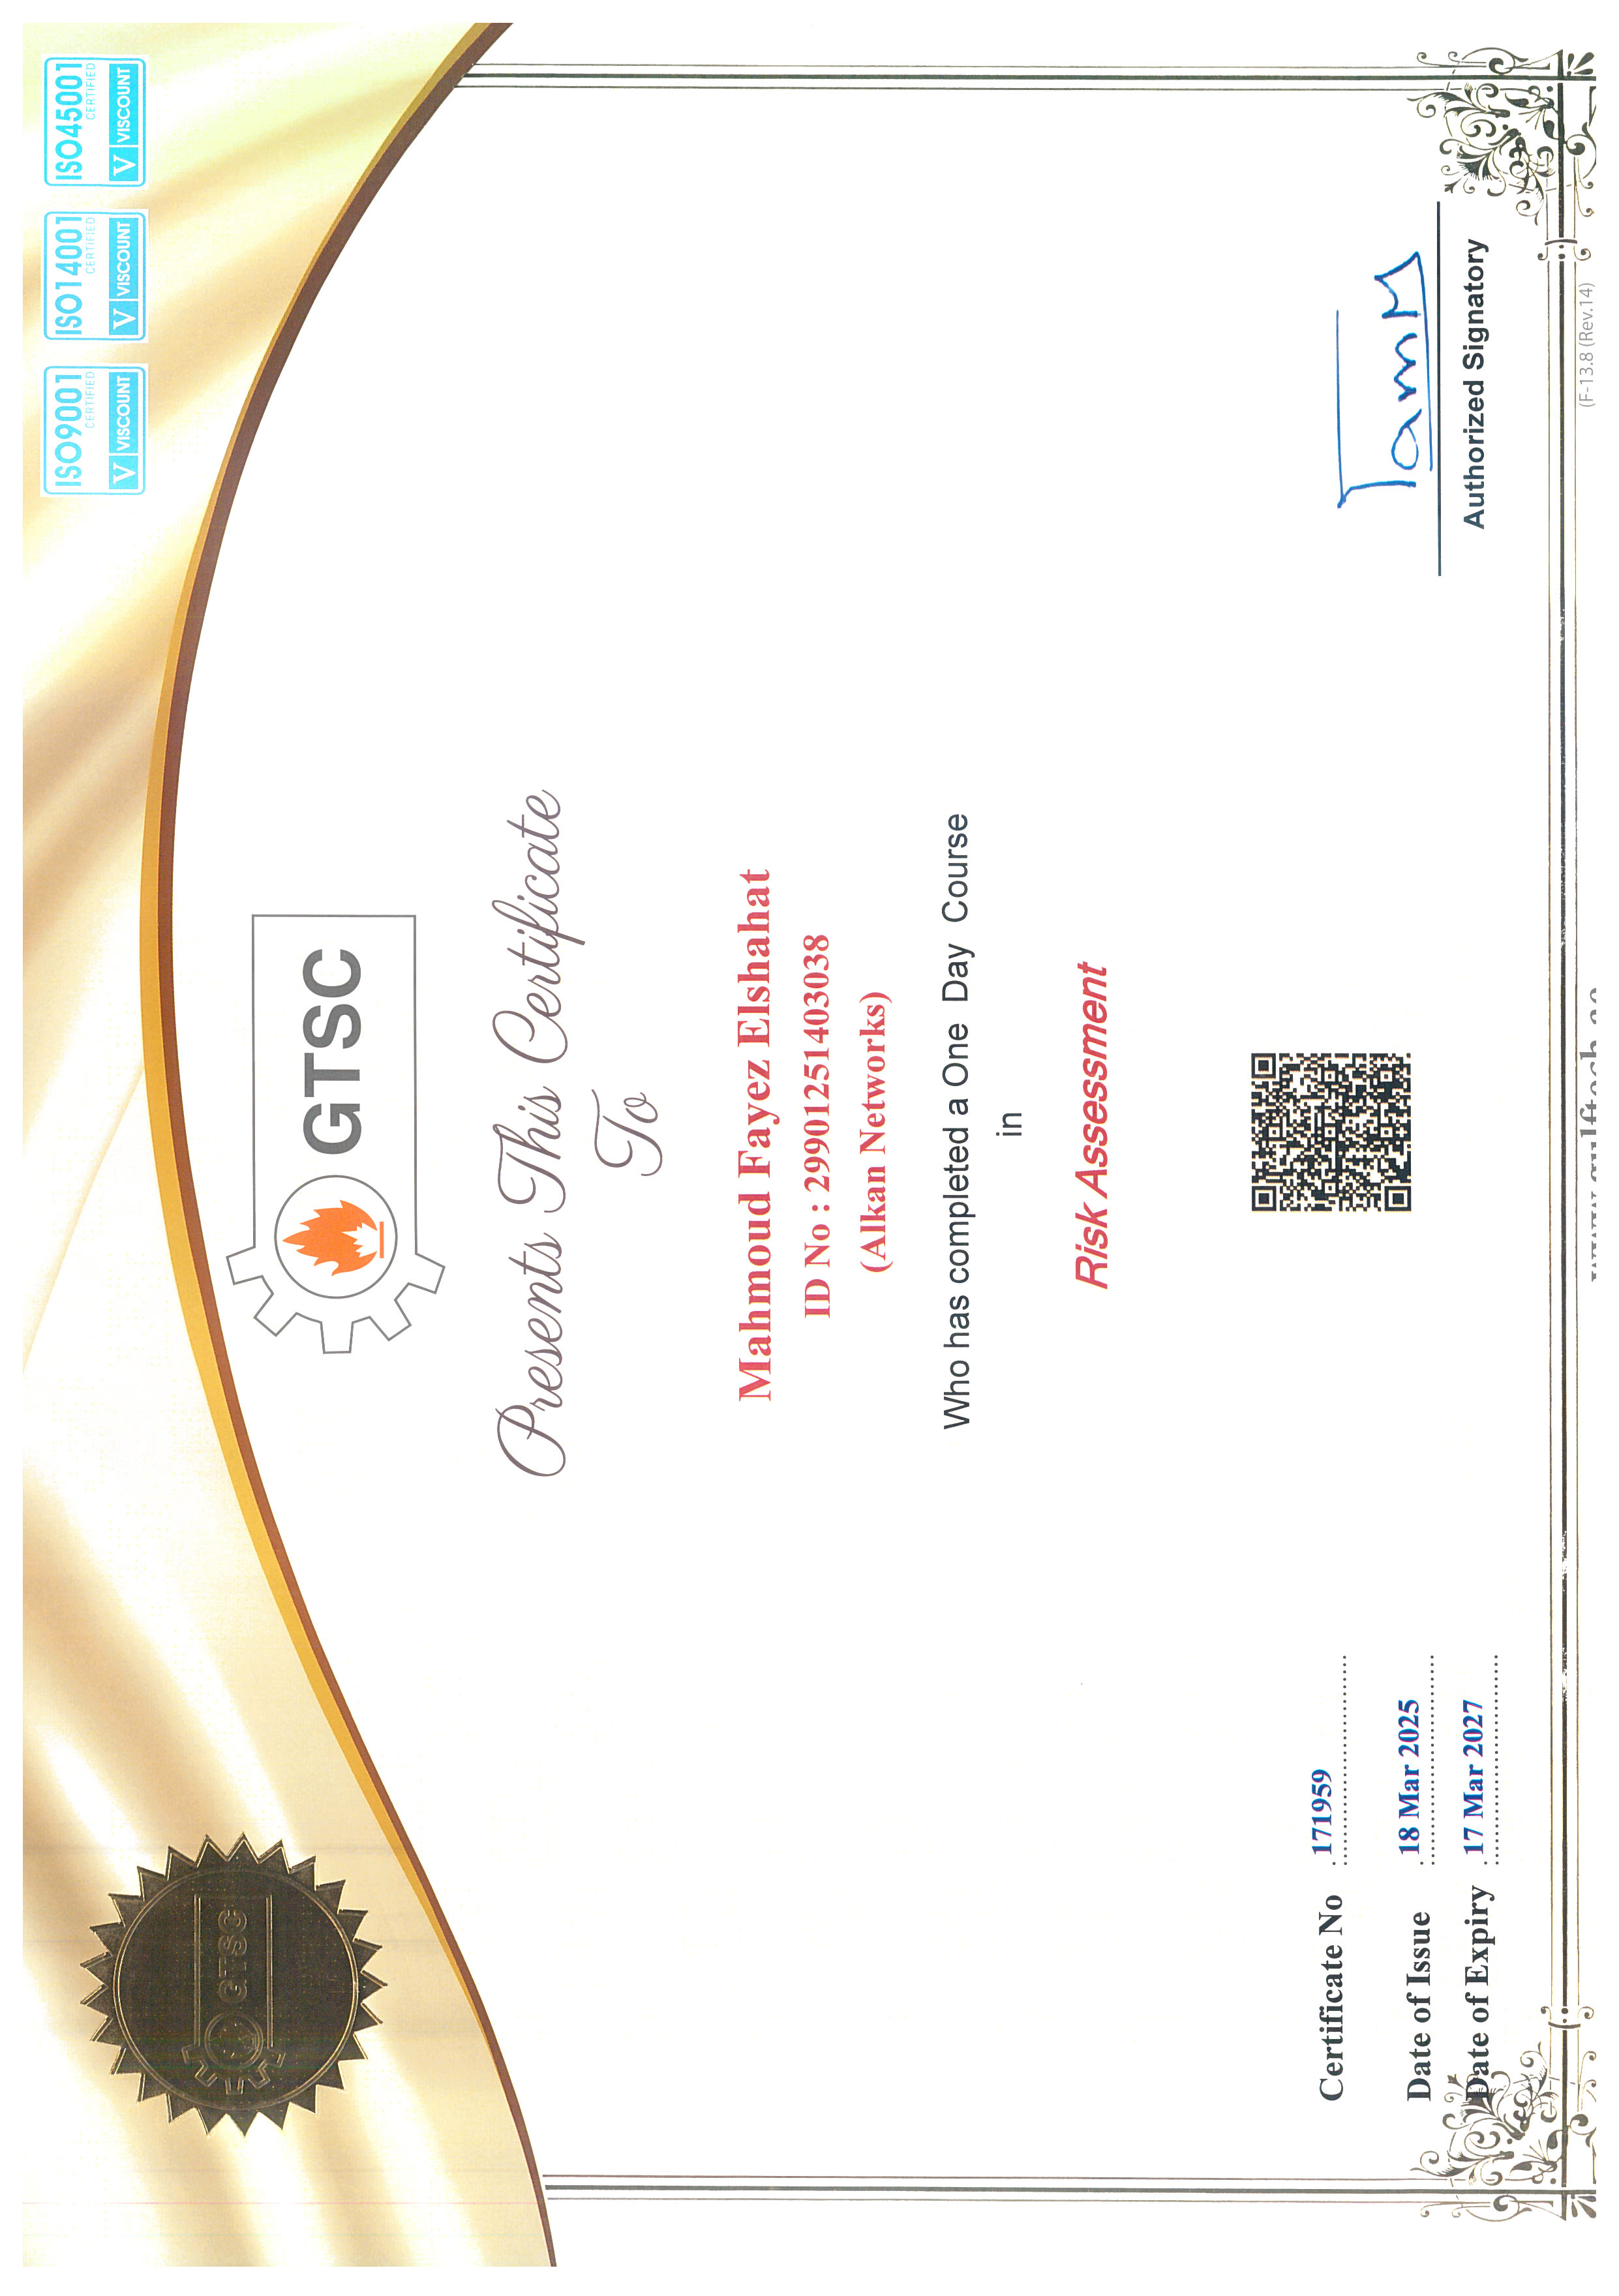 ISO9001 CERTIFIED V VISCOUNT
ISO14001 CERTIFIED V VISCOUNT
ISO45001 CERTIFIED V VISCOUNT
GTSC
GTSC
Presents This Certificate
To
Mahmoud Fayez Elshahat
ID No : 29901251403038
(Alkan Networks)
Who has completed a One Day Course
in
Risk Assessment
Certificate No : 171959
Date of Issue : 18 Mar 2025
Date of Expiry : 17 Mar 2027
TamM
Authorized Signatory
www.gulftech.ae
(F-13.8 (Rev.14)